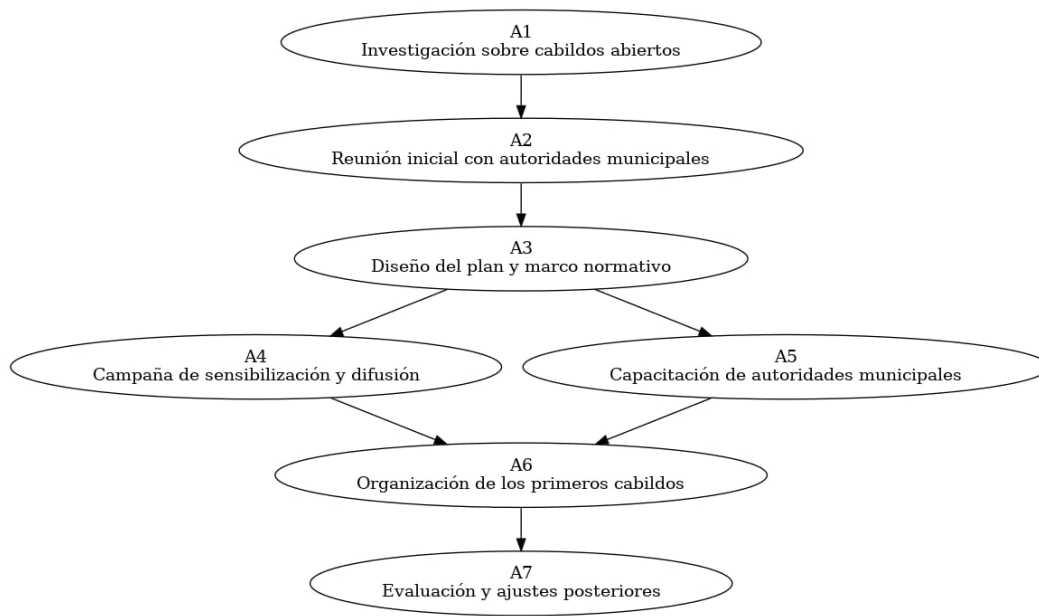 A1
Investigación sobre cabildos abiertos
A2
Reunión inicial con autoridades municipales
A3
Diseño del plan y marco normativo
A4
Campaña de sensibilización y difusión
A5
Capacitación de autoridades municipales
A6
Organización de los primeros cabildos
A7
Evaluación y ajustes posteriores